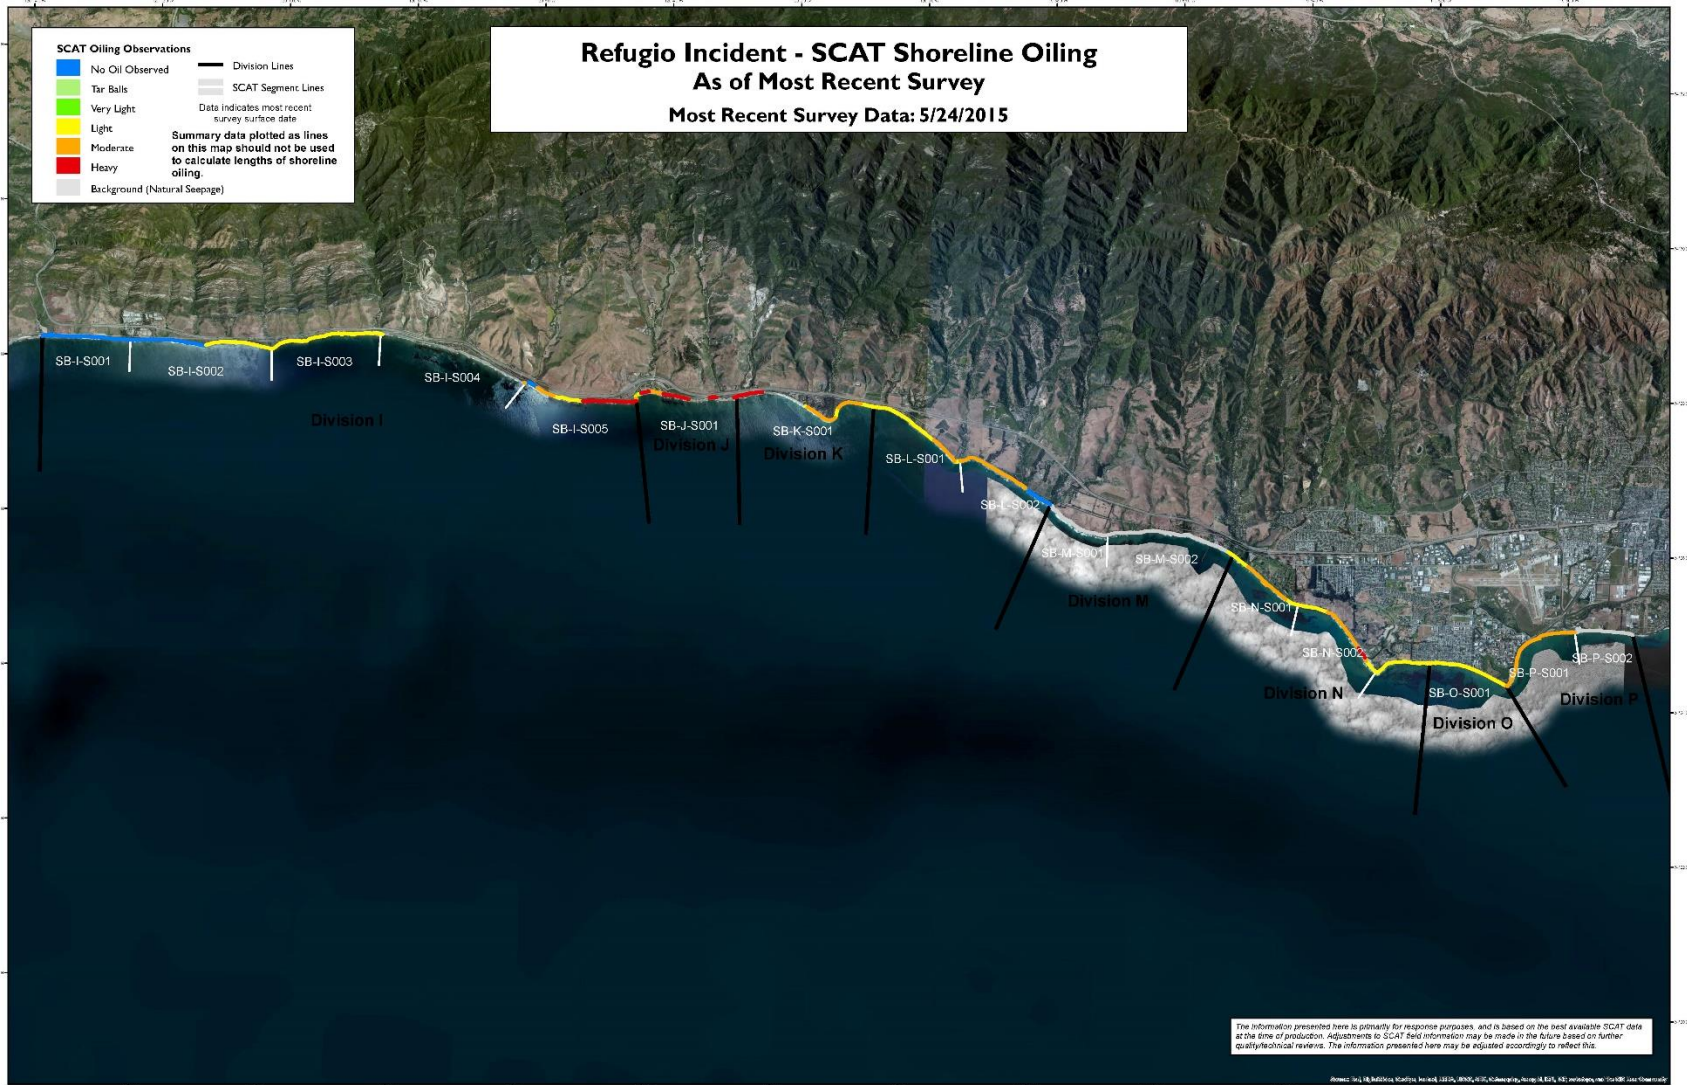 Refugio Incident - SCAT Shoreline Oiling
As of Most Recent Survey
Most Recent Survey Data: 5/24/2015
SCAT Oiling Observations
No Oil Observed
Tar Balls
Very Light
Light
Moderate
Heavy
Background (Natural Seepage)
Division Lines
SCAT Segment Lines
Data indicates most recent
survey surface date
Summary data plotted as lines
on this map should not be used
to calculate lengths of shoreline
oiling.
SB-I-S001
SB-I-S002
SB-I-S003
SB-I-S004
Division I
SB-I-S005
SB-J-S001
Division J
SB-K-S001
Division K
SB-L-S001
SB-L-S002
SB-M-S001
SB-M-S002
Division M
SB-N-S001
SB-N-S002
Division N
SB-O-S001
Division O
SB-P-S001
SB-P-S002
Division P
The information presented here is primarily for response purposes, and is based on the best available SCAT data
at the time of production. Adjustments to SCAT field information may be made in the future based on further
quality/technical reviews. The information presented here may be adjusted accordingly to reflect this.